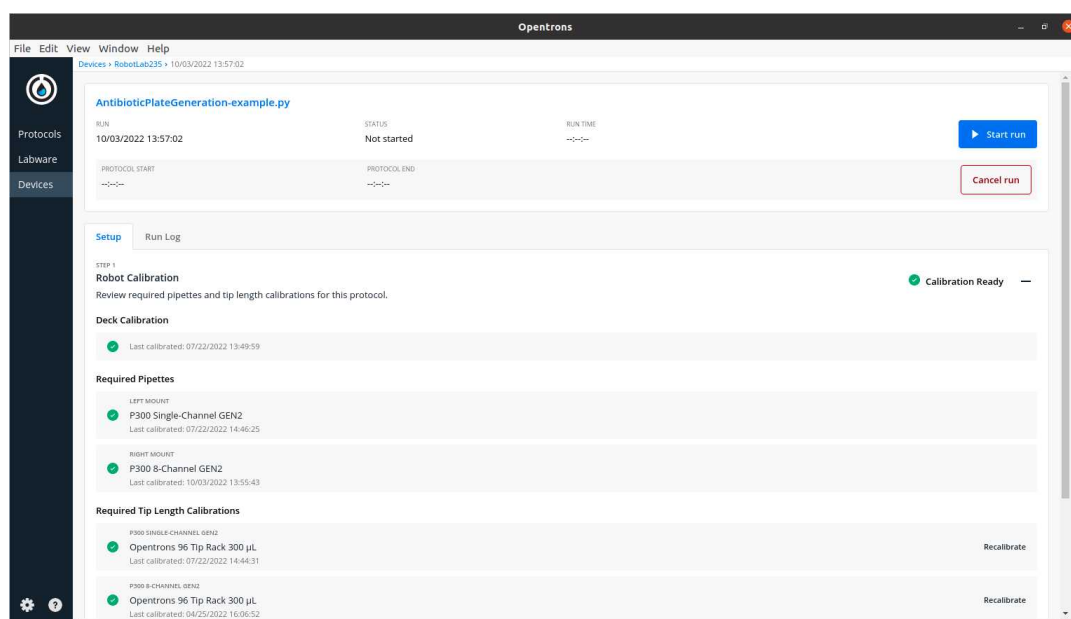 Opentrons
File Edit View Window Help
Devices › RobotLab235 › 10/03/2022 13:57:02
AntibioticPlateGeneration-example.py
RUN
10/03/2022 13:57:02
STATUS
Not started
RUN TIME
--:--:--
Start run
PROTOCOL START
--:--:--
PROTOCOL END
--:--:--
Cancel run
Protocols
Labware
Devices
Setup Run Log
STEP 1
Robot Calibration
Review required pipettes and tip length calibrations for this protocol.
Calibration Ready
Deck Calibration
Last calibrated: 07/22/2022 13:49:59
Required Pipettes
LEFT MOUNT
P300 Single-Channel GEN2
Last calibrated: 07/22/2022 14:46:25
RIGHT MOUNT
P300 8-Channel GEN2
Last calibrated: 10/03/2022 13:55:43
Required Tip Length Calibrations
P300 SINGLE-CHANNEL GEN2
Opentrons 96 Tip Rack 300 µL
Last calibrated: 07/22/2022 14:44:31
Recalibrate
P300 8-CHANNEL GEN2
Opentrons 96 Tip Rack 300 µL
Last calibrated: 04/25/2022 16:06:52
Recalibrate